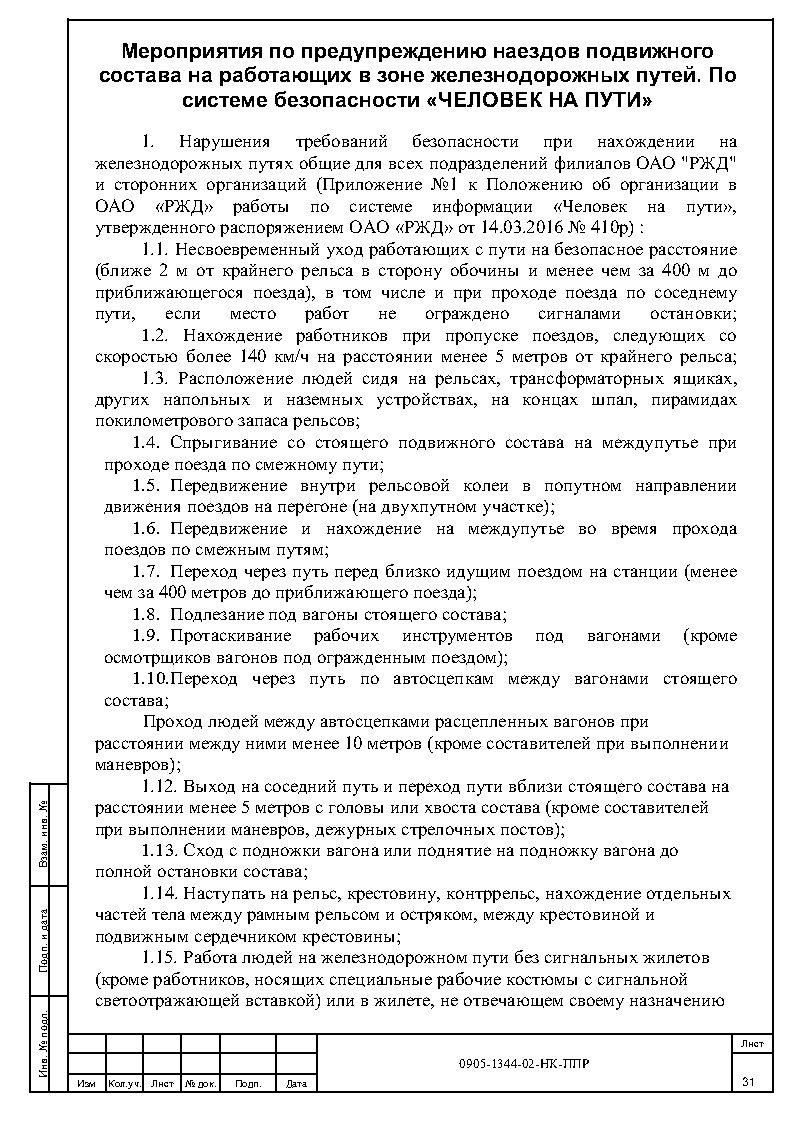 Мероприятия по предупреждению наездов подвижного
состава на работающих в зоне железнодорожных путей. По
системе безопасности «ЧЕЛОВЕК НА ПУТИ»
1. Нарушения требований безопасности при нахождении на
железнодорожных путях общие для всех подразделений филиалов ОАО "РЖД"
и сторонних организаций (Приложение №1 к Положению об организации в
ОАО «РЖД» работы по системе информации «Человек на пути»,
утвержденного распоряжением ОАО «РЖД» от 14.03.2016 № 410р) :
1.1. Несвоевременный уход работающих с пути на безопасное расстояние
(ближе 2 м от крайнего рельса в сторону обочины и менее чем за 400 м до
приближающегося поезда), в том числе и при проходе поезда по соседнему
пути, если место работ не ограждено сигналами остановки;
1.2. Нахождение работников при пропуске поездов, следующих со
скоростью более 140 км/ч на расстоянии менее 5 метров от крайнего рельса;
1.3. Расположение людей сидя на рельсах, трансформаторных ящиках,
других напольных и наземных устройствах, на концах шпал, пирамидах
покилометрового запаса рельсов;
1.4. Спрыгивание со стоящего подвижного состава на междупутье при
проходе поезда по смежному пути;
1.5. Передвижение внутри рельсовой колеи в попутном направлении
движения поездов на перегоне (на двухпутном участке);
1.6. Передвижение и нахождение на междупутье во время прохода
поездов по смежным путям;
1.7. Переход через путь перед близко идущим поездом на станции (менее
чем за 400 метров до приближающего поезда);
1.8. Подлезание под вагоны стоящего состава;
1.9. Протаскивание рабочих инструментов под вагонами (кроме
осмотрщиков вагонов под огражденным поездом);
1.10.Переход через путь по автосцепкам между вагонами стоящего
состава;
Проход людей между автосцепками расцепленных вагонов при
расстоянии между ними менее 10 метров (кроме составителей при выполнении
маневров);
1.12. Выход на соседний путь и переход пути вблизи стоящего состава на
расстоянии менее 5 метров с головы или хвоста состава (кроме составителей
при выполнении маневров, дежурных стрелочных постов);
1.13. Сход с подножки вагона или поднятие на подножку вагона до
полной остановки состава;
1.14. Наступать на рельс, крестовину, контррельс, нахождение отдельных
частей тела между рамным рельсом и остряком, между крестовиной и
подвижным сердечником крестовины;
1.15. Работа людей на железнодорожном пути без сигнальных жилетов
(кроме работников, носящих специальные рабочие костюмы с сигнальной
светоотражающей вставкой) или в жилете, не отвечающем своему назначению
Взам. инв. №
Подп. и дата
Инв. № подл.
Изм Кол.уч. Лист № док. Подп. Дата
0905-1344-02-НК-ППР
Лист
31